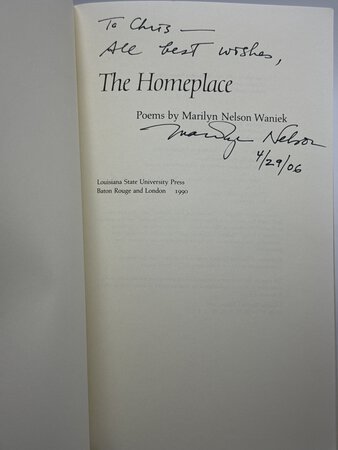 To Chris —
All best wishes,
The Homeplace
Poems by Marilyn Nelson Waniek
Marilyn Nelson
4/29/06
Louisiana State University Press
Baton Rouge and London 1990